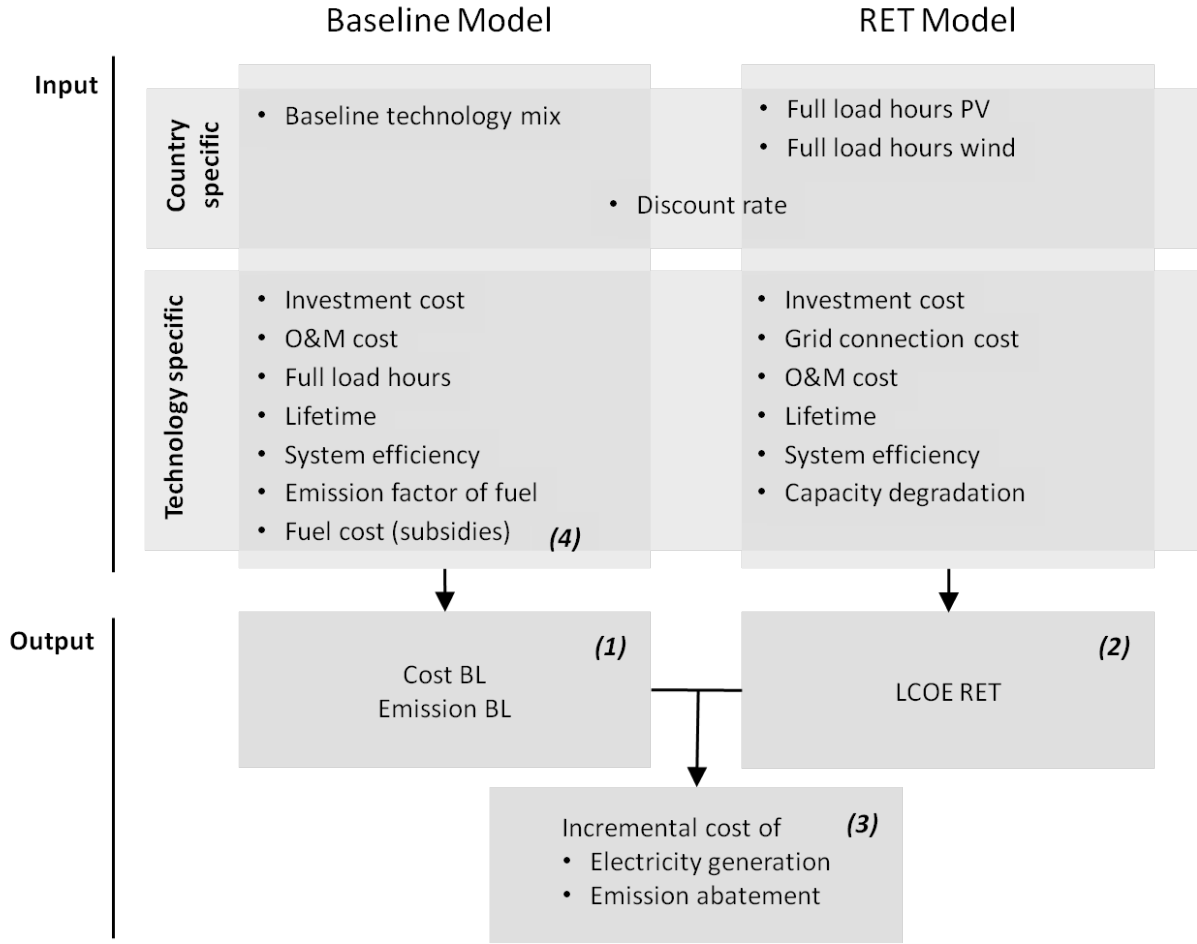 Baseline Model
RET Model
Input
Country
specific
• Baseline technology mix
• Full load hours PV
• Full load hours wind
• Discount rate
Technology specific
• Investment cost
• O&M cost
• Full load hours
• Lifetime
• System efficiency
• Emission factor of fuel
• Fuel cost (subsidies)
(4)
• Investment cost
• Grid connection cost
• O&M cost
• Lifetime
• System efficiency
• Capacity degradation
Output
(1)
Cost BL
Emission BL
(2)
LCOE RET
Incremental cost of
(3)
• Electricity generation
• Emission abatement